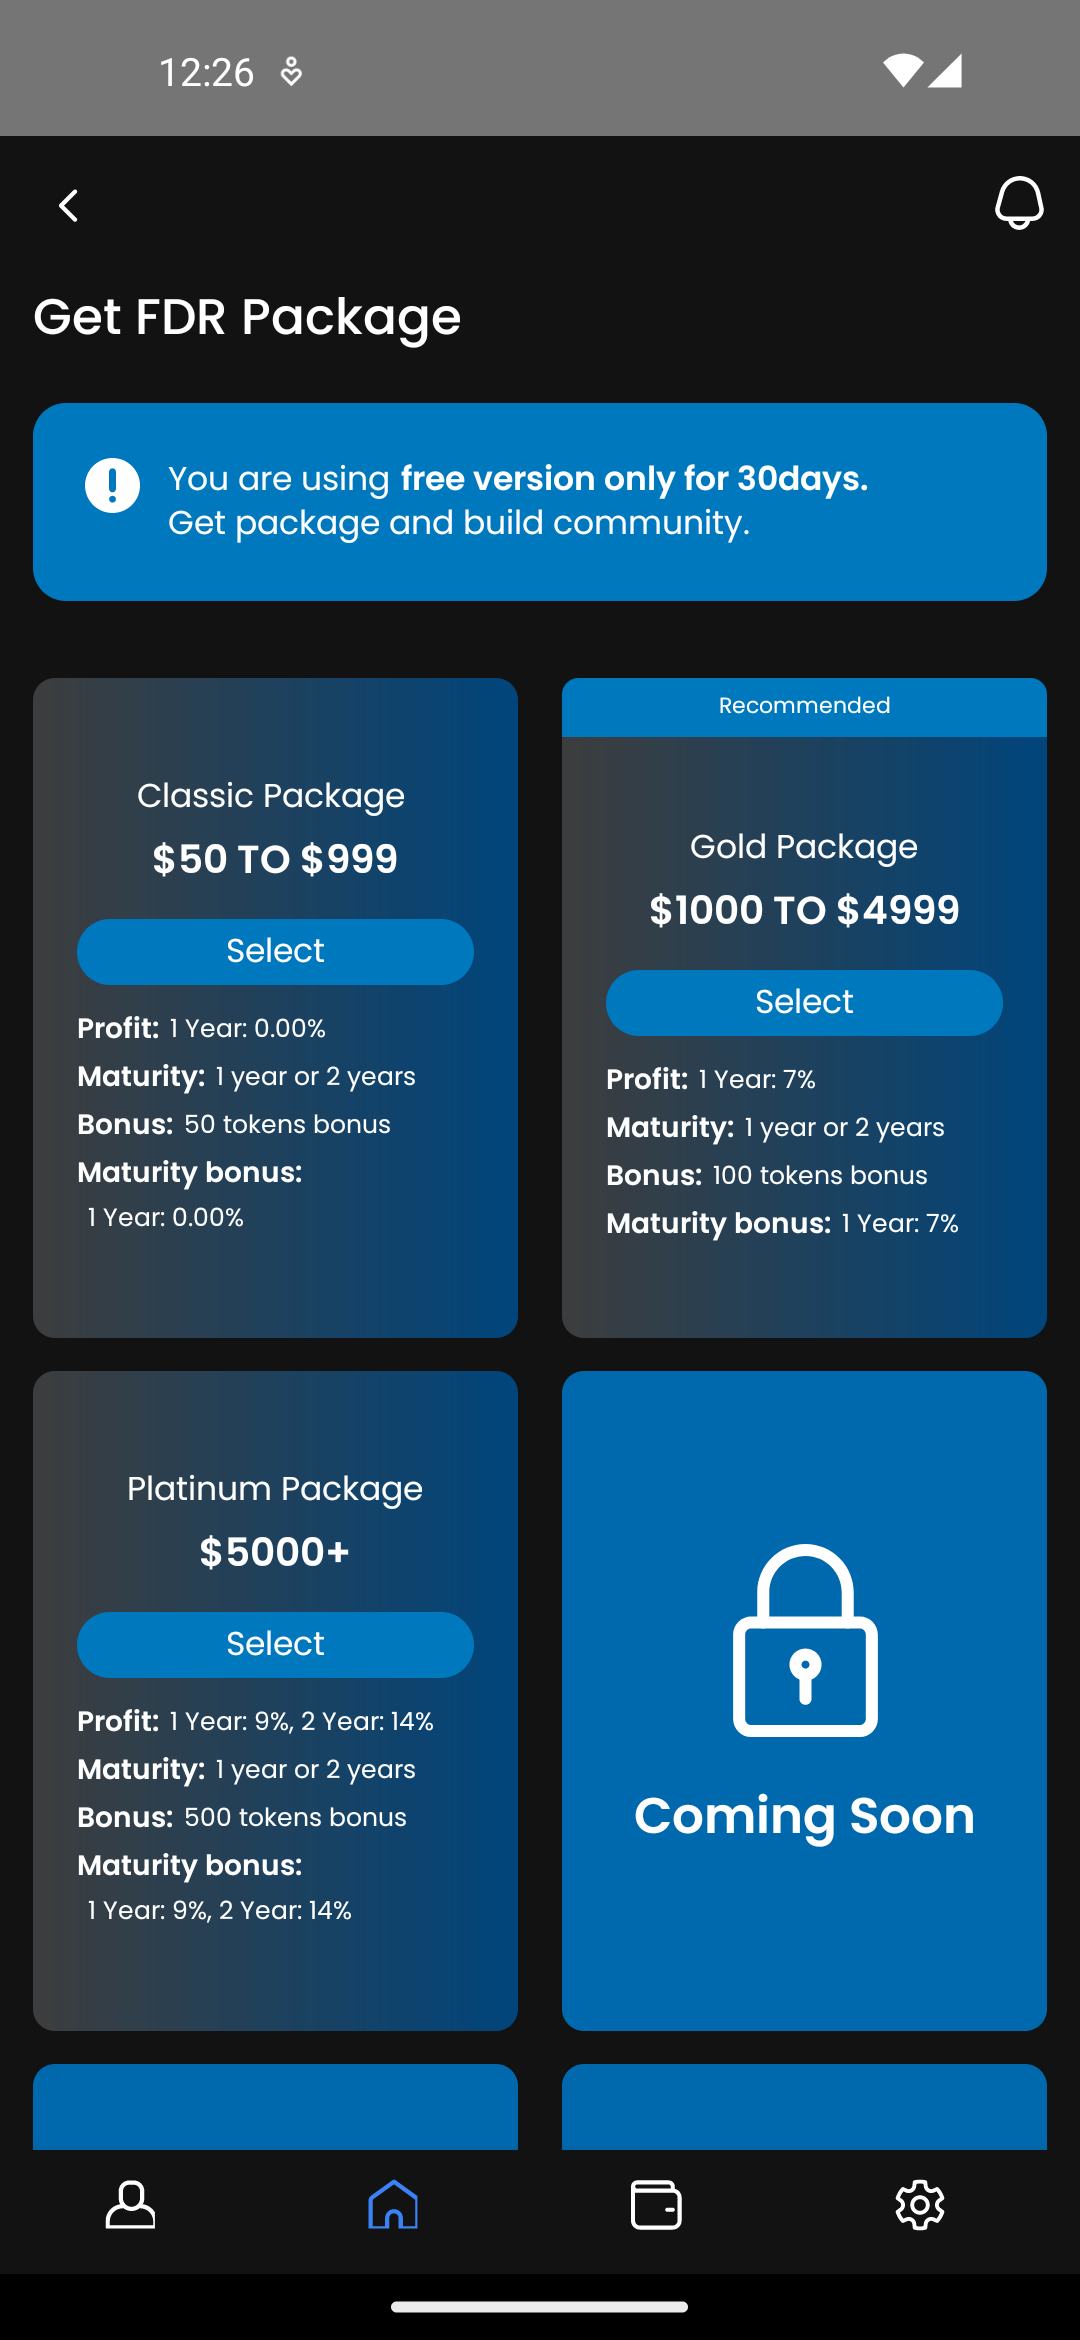 12:26
Get FDR Package
You are using free version only for 30days.
Get package and build community.
Classic Package
$50 TO $999
Select
Profit: 1 Year: 0.00%
Maturity: 1 year or 2 years
Bonus: 50 tokens bonus
Maturity bonus:
1 Year: 0.00%
Recommended
Gold Package
$1000 TO $4999
Select
Profit: 1 Year: 7%
Maturity: 1 year or 2 years
Bonus: 100 tokens bonus
Maturity bonus: 1 Year: 7%
Platinum Package
$5000+
Select
Profit: 1 Year: 9%, 2 Year: 14%
Maturity: 1 year or 2 years
Bonus: 500 tokens bonus
Maturity bonus:
1 Year: 9%, 2 Year: 14%
Coming Soon